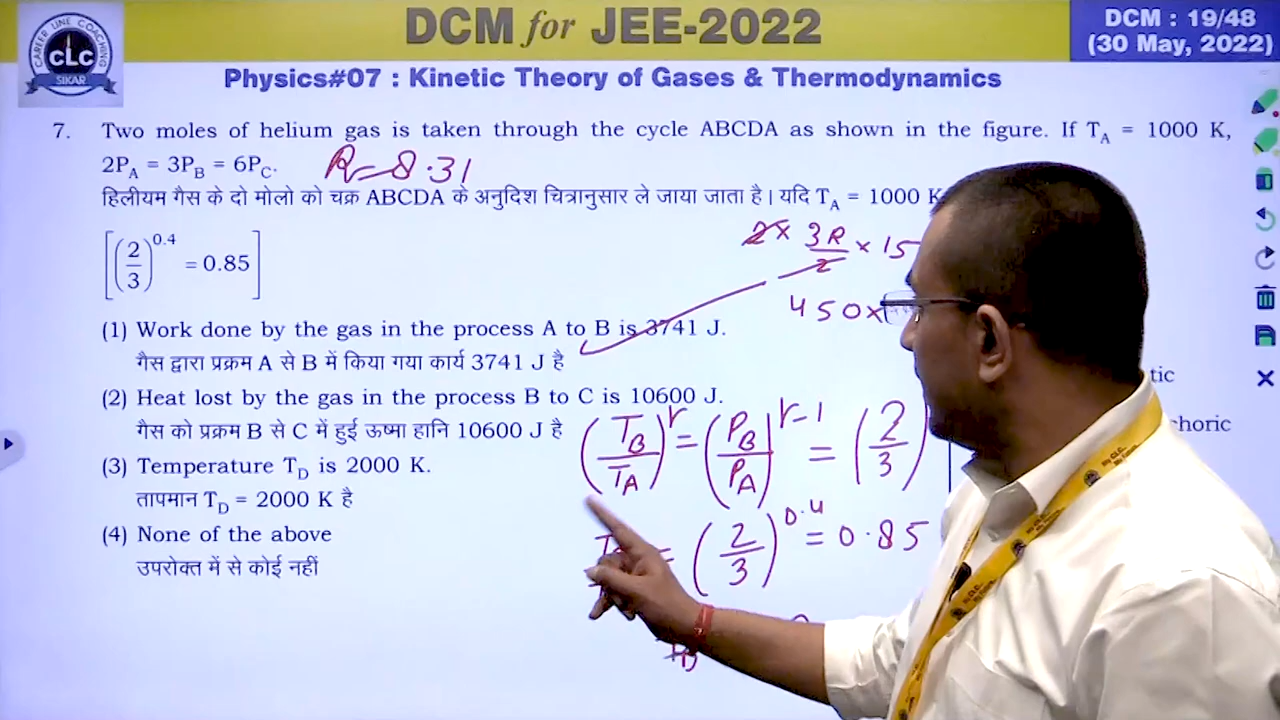 DCM for JEE-2022
DCM : 19/48
(30 May, 2022)
CAREER LINE COACHING
CLC
SIKAR
Physics#07 : Kinetic Theory of Gases & Thermodynamics
7. Two moles of helium gas is taken through the cycle ABCDA as shown in the figure. If T_A = 1000 K,
2P_A = 3P_B = 6P_C.
R = 8.31
हिलीयम गैस के दो मोलो को चक्र ABCDA के अनुदिश चित्रानुसार ले जाया जाता है। यदि T_A = 1000 K
[(2/3)^0.4 = 0.85]
2 × 3R/2 × 15
450×
(1) Work done by the gas in the process A to B is 3741 J.
गैस द्वारा प्रक्रम A से B में किया गया कार्य 3741 J है
tic
(2) Heat lost by the gas in the process B to C is 10600 J.
गैस को प्रक्रम B से C में हुई ऊष्मा हानि 10600 J है
choric
(T_B/T_A)^r = (P_B/P_A)^r-1 = (2/3)
(3) Temperature T_D is 2000 K.
तापमान T_D = 2000 K है
= (2/3)^0.4 = 0.85
(4) None of the above
उपरोक्त में से कोई नहीं